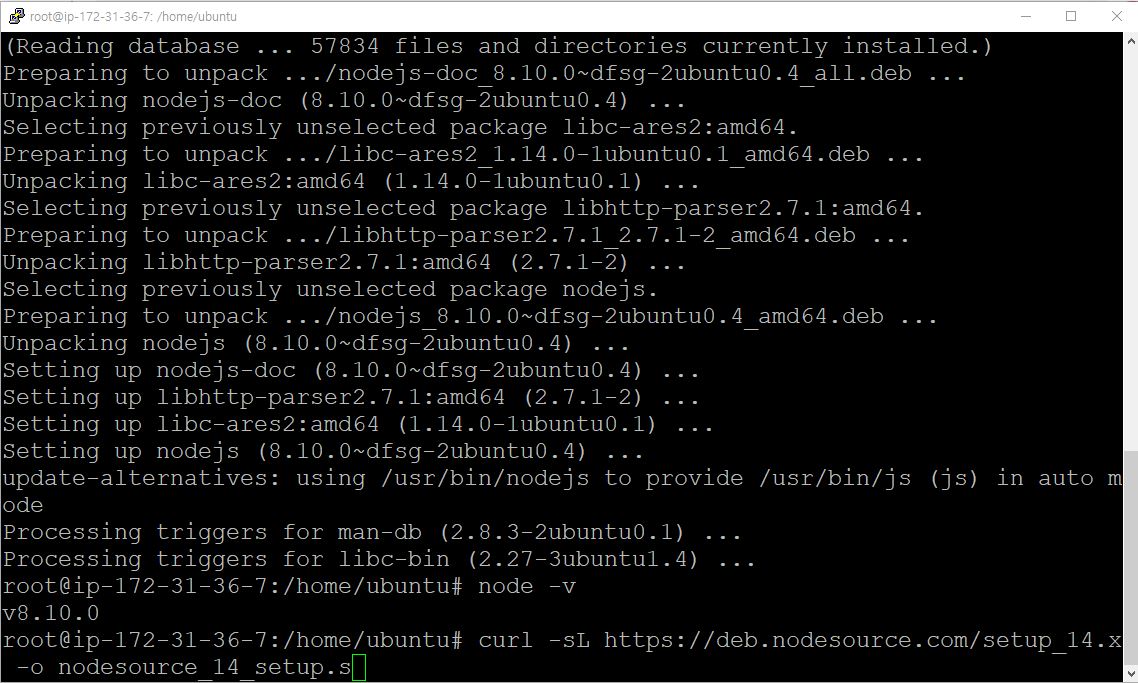 root@ip-172-31-36-7: /home/ubuntu
(Reading database ... 57834 files and directories currently installed.)
Preparing to unpack .../nodejs-doc_8.10.0~dfsg-2ubuntu0.4_all.deb ...
Unpacking nodejs-doc (8.10.0~dfsg-2ubuntu0.4) ...
Selecting previously unselected package libc-ares2:amd64.
Preparing to unpack .../libc-ares2_1.14.0-1ubuntu0.1_amd64.deb ...
Unpacking libc-ares2:amd64 (1.14.0-1ubuntu0.1) ...
Selecting previously unselected package libhttp-parser2.7.1:amd64.
Preparing to unpack .../libhttp-parser2.7.1_2.7.1-2_amd64.deb ...
Unpacking libhttp-parser2.7.1:amd64 (2.7.1-2) ...
Selecting previously unselected package nodejs.
Preparing to unpack .../nodejs_8.10.0~dfsg-2ubuntu0.4_amd64.deb ...
Unpacking nodejs (8.10.0~dfsg-2ubuntu0.4) ...
Setting up nodejs-doc (8.10.0~dfsg-2ubuntu0.4) ...
Setting up libhttp-parser2.7.1:amd64 (2.7.1-2) ...
Setting up libc-ares2:amd64 (1.14.0-1ubuntu0.1) ...
Setting up nodejs (8.10.0~dfsg-2ubuntu0.4) ...
update-alternatives: using /usr/bin/nodejs to provide /usr/bin/js (js) in auto m
ode
Processing triggers for man-db (2.8.3-2ubuntu0.1) ...
Processing triggers for libc-bin (2.27-3ubuntu1.4) ...
root@ip-172-31-36-7:/home/ubuntu# node -v
v8.10.0
root@ip-172-31-36-7:/home/ubuntu# curl -sL https://deb.nodesource.com/setup_14.x
 -o nodesource_14_setup.s